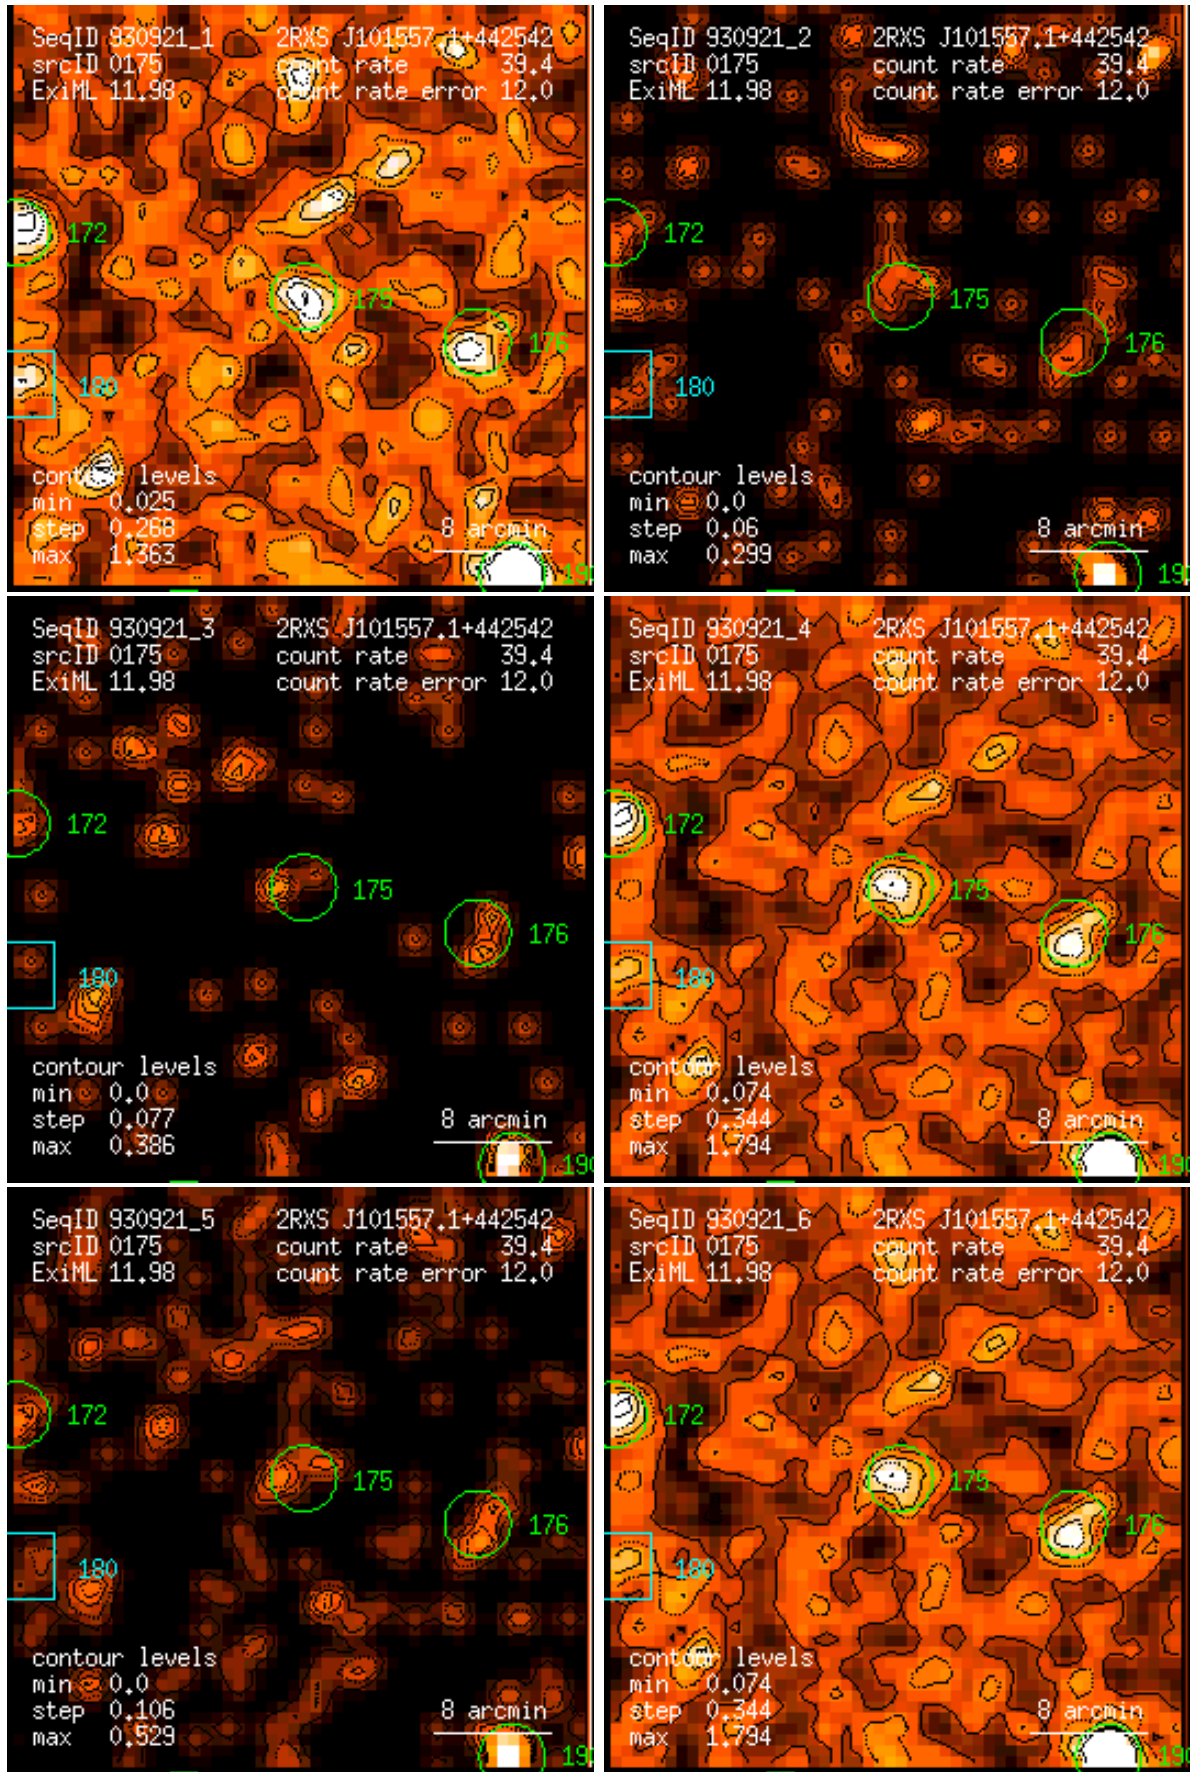 SeqID 930921_1 2RXS J101557.1+442542
srcID 0175 count rate 39.4
ExiML 11.98 count rate error 12.0
172
175
176
180
contour levels
min 0.025
step 0.268 8 arcmin
max 1.363
190
SeqID 930921_2 2RXS J101557.1+442542
srcID 0175 count rate 39.4
ExiML 11.98 count rate error 12.0
172
175
176
180
contour levels
min 0.0
step 0.06 8 arcmin
max 0.299
SeqID 930921_3 2RXS J101557.1+442542
srcID 0175 count rate 39.4
ExiML 11.98 count rate error 12.0
172
175
176
180
contour levels
min 0.0
step 0.077 8 arcmin
max 0.386
190
SeqID 930921_4 2RXS J101557.1+442542
srcID 0175 count rate 39.4
ExiML 11.98 count rate error 12.0
172
175
176
180
contour levels
min 0.074
step 0.344 8 arcmin
max 1.794
SeqID 930921_5 2RXS J101557.1+442542
srcID 0175 count rate 39.4
ExiML 11.98 count rate error 12.0
172
175
176
180
contour levels
min 0.0
step 0.106 8 arcmin
max 0.529
190
SeqID 930921_6 2RXS J101557.1+442542
srcID 0175 count rate 39.4
ExiML 11.98 count rate error 12.0
172
175
176
180
contour levels
min 0.074
step 0.344 8 arcmin
max 1.794